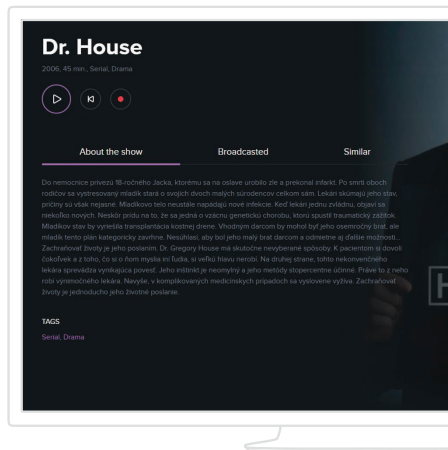 Dr. House
2006, 45 min., Serial, Drama
About the show
Broadcasted
Similar
Do nemocnice privezú 18-ročného Jacka, ktorému sa na oslave urobilo zle a prekonal infarkt. Po smrti oboch
rodičov sa vyrovnaný mladík stará o svojich dvoch malých súrodencov celkom sám. Lekári skúmajú jeho stav,
príčiny sú však nejasné. Mladíkovo telo neustále napádajú nové infekcie. Keď lekári jednu zvládnu, objaví sa
niekoľko nových. Neskôr prídu na to, že sa jedná o vzácnu genetickú chorobu, ktorú spustil traumatický zážitok.
Mladíkov stav by vyriešila transplantácia kostnej drene. Vhodným darcom by mohol byť jeho osemročný brat, ale
mladík tento plán kategoricky zavrhne. Nesúhlasí, aby bol jeho malý brat darcom a odmietne aj ďalšie možnosti...
Zachraňovať životy je jeho poslaním. Dr. Gregory House má skutočne nevyberané spôsoby. K pacientom si dovolí
čokoľvek a z toho, čo si o ňom myslia iní ľudia, si veľkú hlavu nerobí. Na druhej strane, tohto nekonvenčného
lekára sprevádza vynikajúca povesť. Jeho inštinkt je neomylný a jeho metódy stopercentne účinné. Práve to z neho
robí výnimočného lekára. Navyše, v komplikovaných medicínskych prípadoch sa vyslovene vyžíva. Zachraňovať
životy je jednoducho jeho životné poslanie.
TAGS
Serial, Drama
H